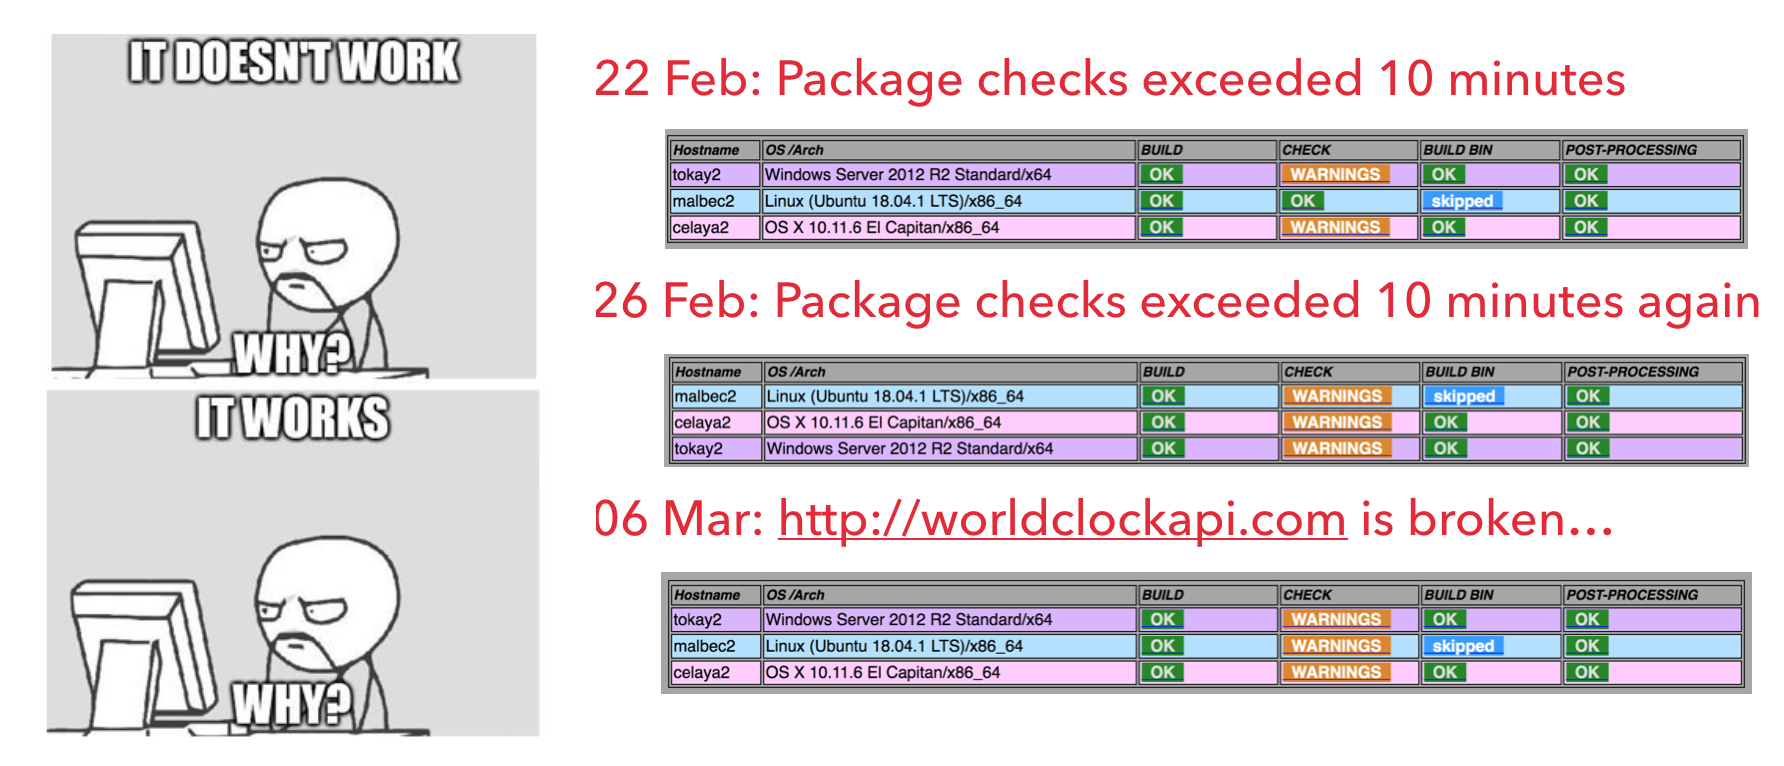 IT DOESN'T WORK
WHY?
IT WORKS
WHY?
22 Feb: Package checks exceeded 10 minutes
Hostname OS /Arch BUILD CHECK BUILD BIN POST-PROCESSING
tokay2 Windows Server 2012 R2 Standard/x64 OK WARNINGS OK OK
malbec2 Linux (Ubuntu 18.04.1 LTS)/x86_64 OK OK skipped OK
celaya2 OS X 10.11.6 El Capitan/x86_64 OK WARNINGS OK OK
26 Feb: Package checks exceeded 10 minutes again
Hostname OS /Arch BUILD CHECK BUILD BIN POST-PROCESSING
malbec2 Linux (Ubuntu 18.04.1 LTS)/x86_64 OK WARNINGS skipped OK
celaya2 OS X 10.11.6 El Capitan/x86_64 OK WARNINGS OK OK
tokay2 Windows Server 2012 R2 Standard/x64 OK WARNINGS OK OK
06 Mar: http://worldclockapi.com is broken...
Hostname OS /Arch BUILD CHECK BUILD BIN POST-PROCESSING
tokay2 Windows Server 2012 R2 Standard/x64 OK WARNINGS OK OK
malbec2 Linux (Ubuntu 18.04.1 LTS)/x86_64 OK WARNINGS skipped OK
celaya2 OS X 10.11.6 El Capitan/x86_64 OK WARNINGS OK OK